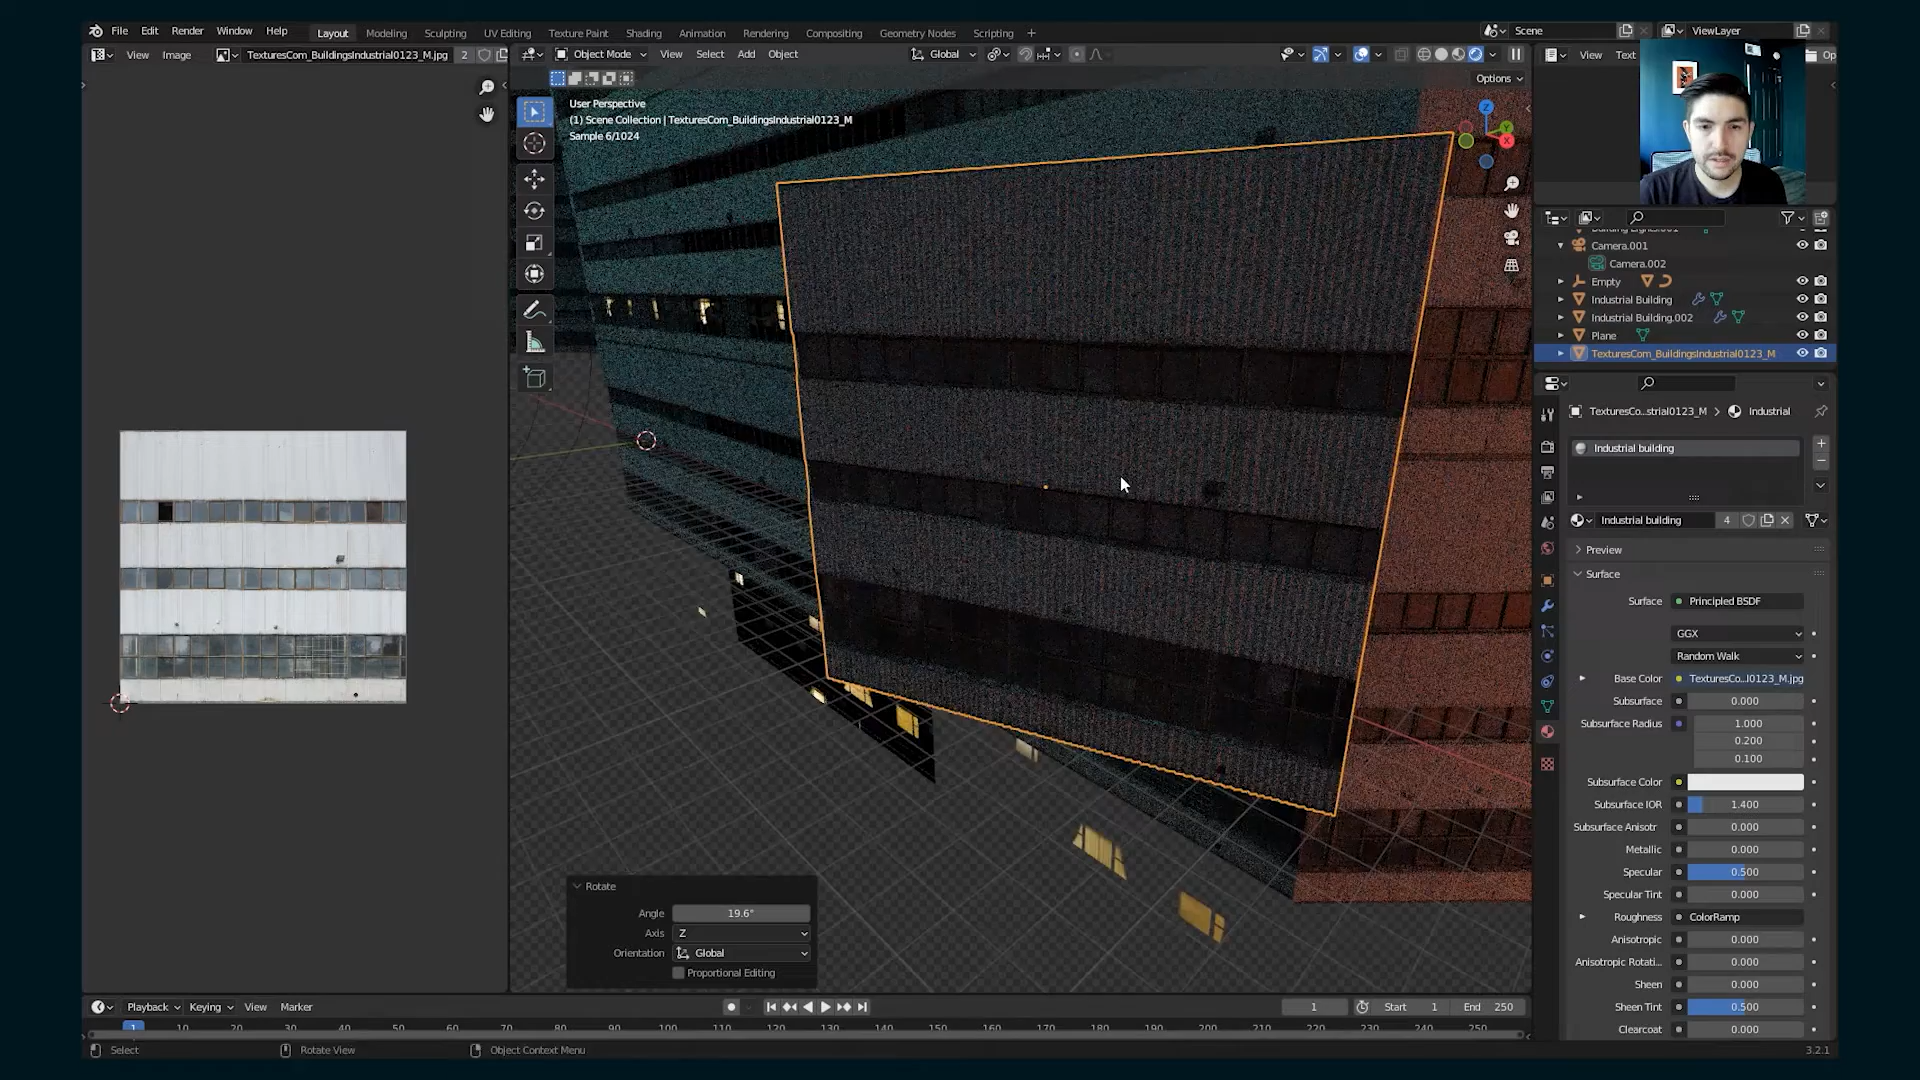 File Edit Render Window Help Layout Modeling Sculpting UV Editing Texture Paint Shading Animation Rendering Compositing Geometry Nodes Scripting + Scene ViewLayer
View Image TexturesCom_BuildingsIndustrial0123_M.jpg 2 Object Mode View Select Add Object Global View Text Op
Options
User Perspective
(1) Scene Collection | TexturesCom_BuildingsIndustrial0123_M
Sample 6/1024
Z
Y
X
Camera.001
Camera.002
Empty
Industrial Building
Industrial Building.002
Plane
TexturesCom_BuildingsIndustrial0123_M
TexturesCo...strial0123_M > Industrial
Industrial building
Industrial building 4
Preview
Surface
Surface Principled BSDF
GGX
Random Walk
Base Color TexturesCo...l0123_M.jpg
Subsurface 0.000
Subsurface Radius 1.000
0.200
0.100
Subsurface Color
Subsurface IOR 1.400
Subsurface Anisotr 0.000
Metallic 0.000
Specular 0.500
Specular Tint 0.000
Roughness ColorRamp
Anisotropic 0.000
Anisotropic Rotati... 0.000
Sheen 0.000
Sheen Tint 0.500
Clearcoat 0.000
Rotate
Angle 19.6°
Axis Z
Orientation Global
Proportional Editing
Playback Keying View Marker 1 Start 1 End 250
1 10 20 30 40 50 60 70 80 90 100 110 120 130 140 150 160 170 180 190 200 210 220 230 240 250
Select Rotate View Object Context Menu 3.2.1